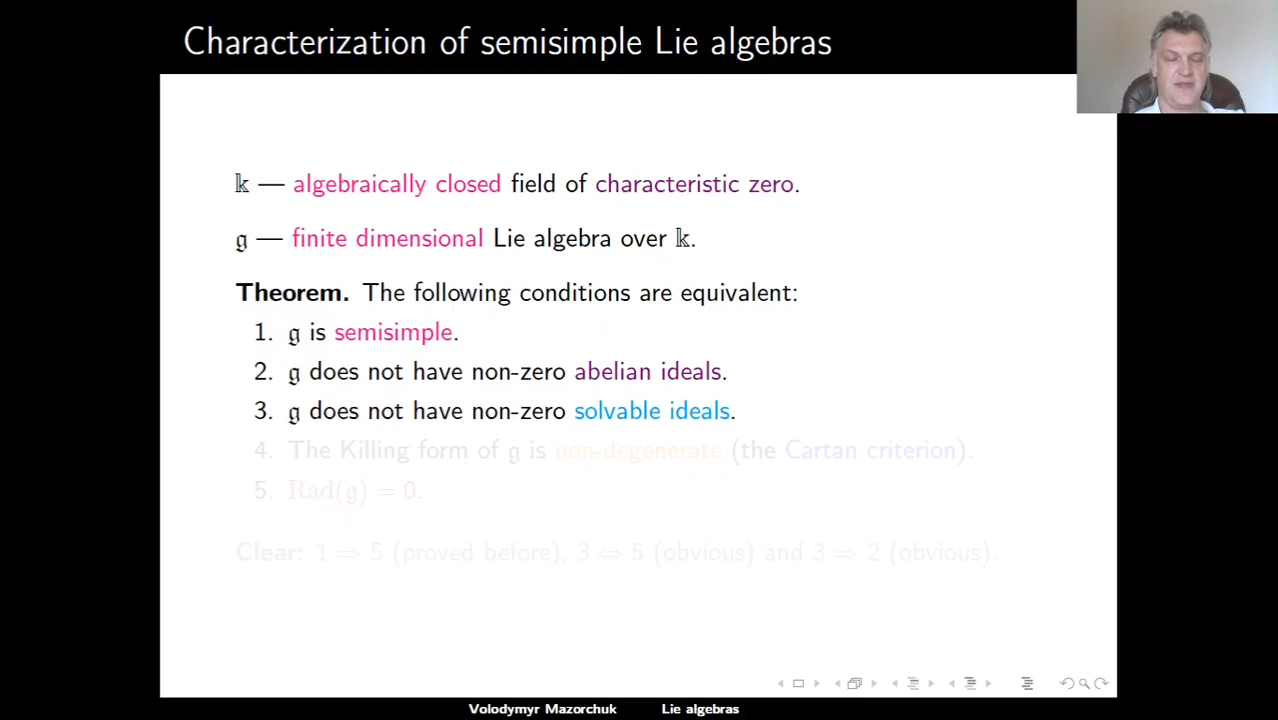 Characterization of semisimple Lie algebras
𝕜 — algebraically closed field of characteristic zero.
𝔤 — finite dimensional Lie algebra over 𝕜.
Theorem. The following conditions are equivalent:
1. 𝔤 is semisimple.
2. 𝔤 does not have non-zero abelian ideals.
3. 𝔤 does not have non-zero solvable ideals.
4. The Killing form of 𝔤 is non-degenerate (the Cartan criterion).
5. Rad(𝔤) = 0.
Clear: 1 ⇒ 5 (proved before), 3 ⇔ 5 (obvious) and 3 ⇒ 2 (obvious).
Volodymyr Mazorchuk Lie algebras